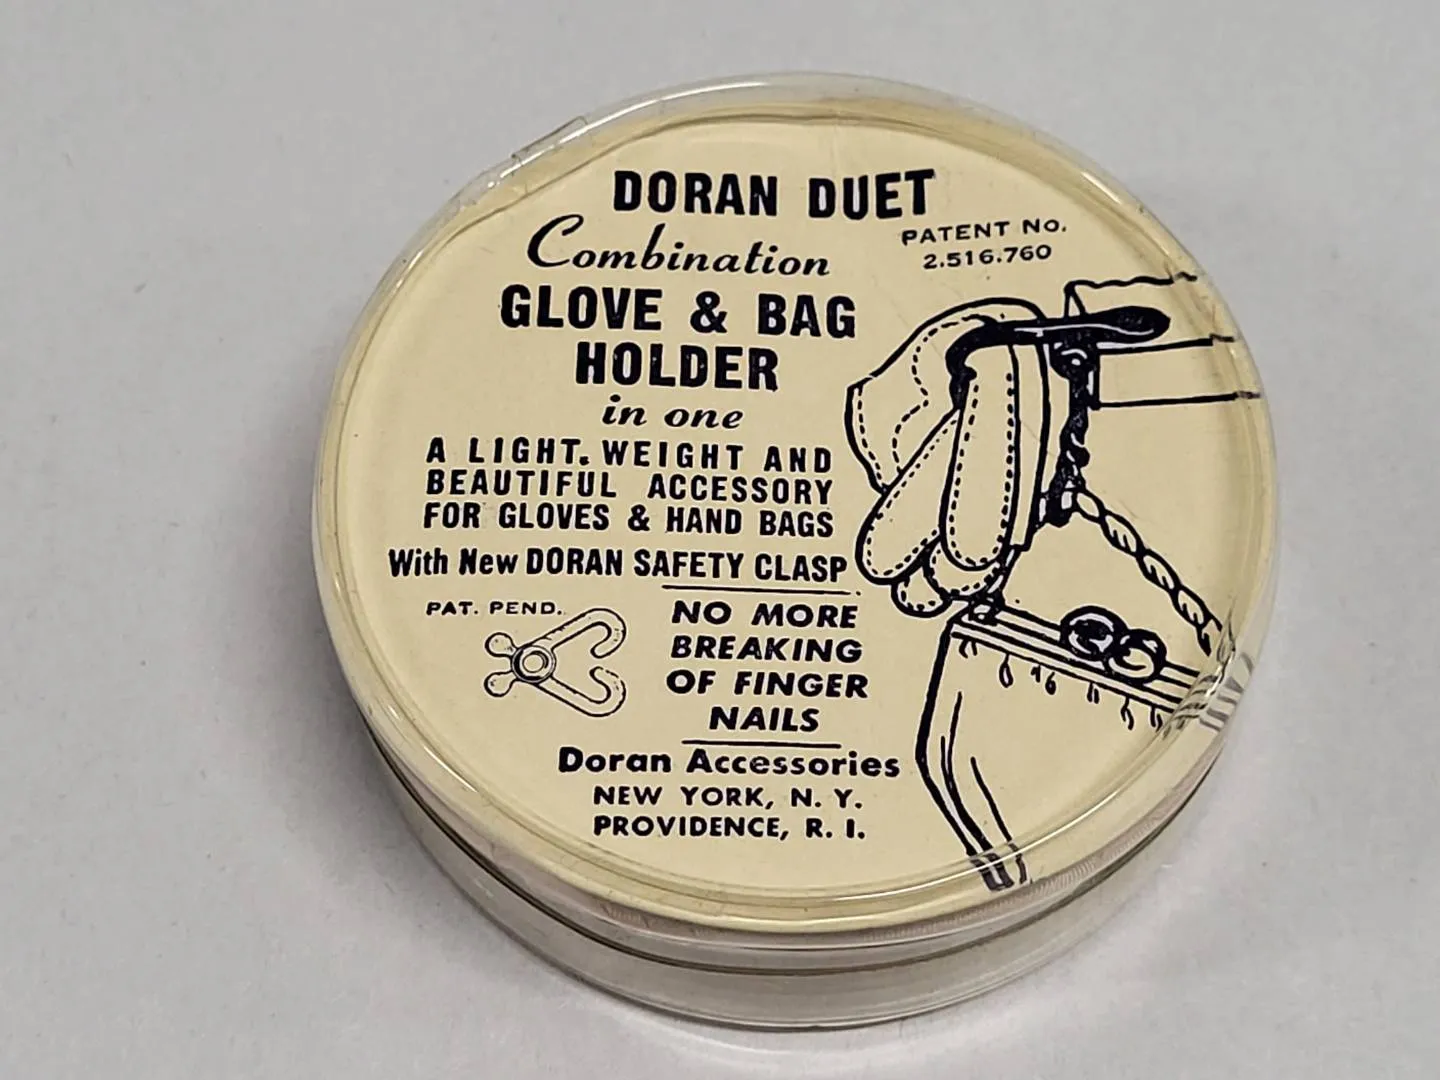 DORAN DUET
PATENT No.
2.516.760
Combination
GLOVE & BAG
HOLDER
in one
A LIGHT. WEIGHT AND
BEAUTIFUL ACCESSORY
FOR GLOVES & HAND BAGS
With New DORAN SAFETY CLASP
PAT. PEND.
NO MORE
BREAKING
OF FINGER
NAILS
Doran Accessories
NEW YORK, N. Y.
PROVIDENCE, R. I.